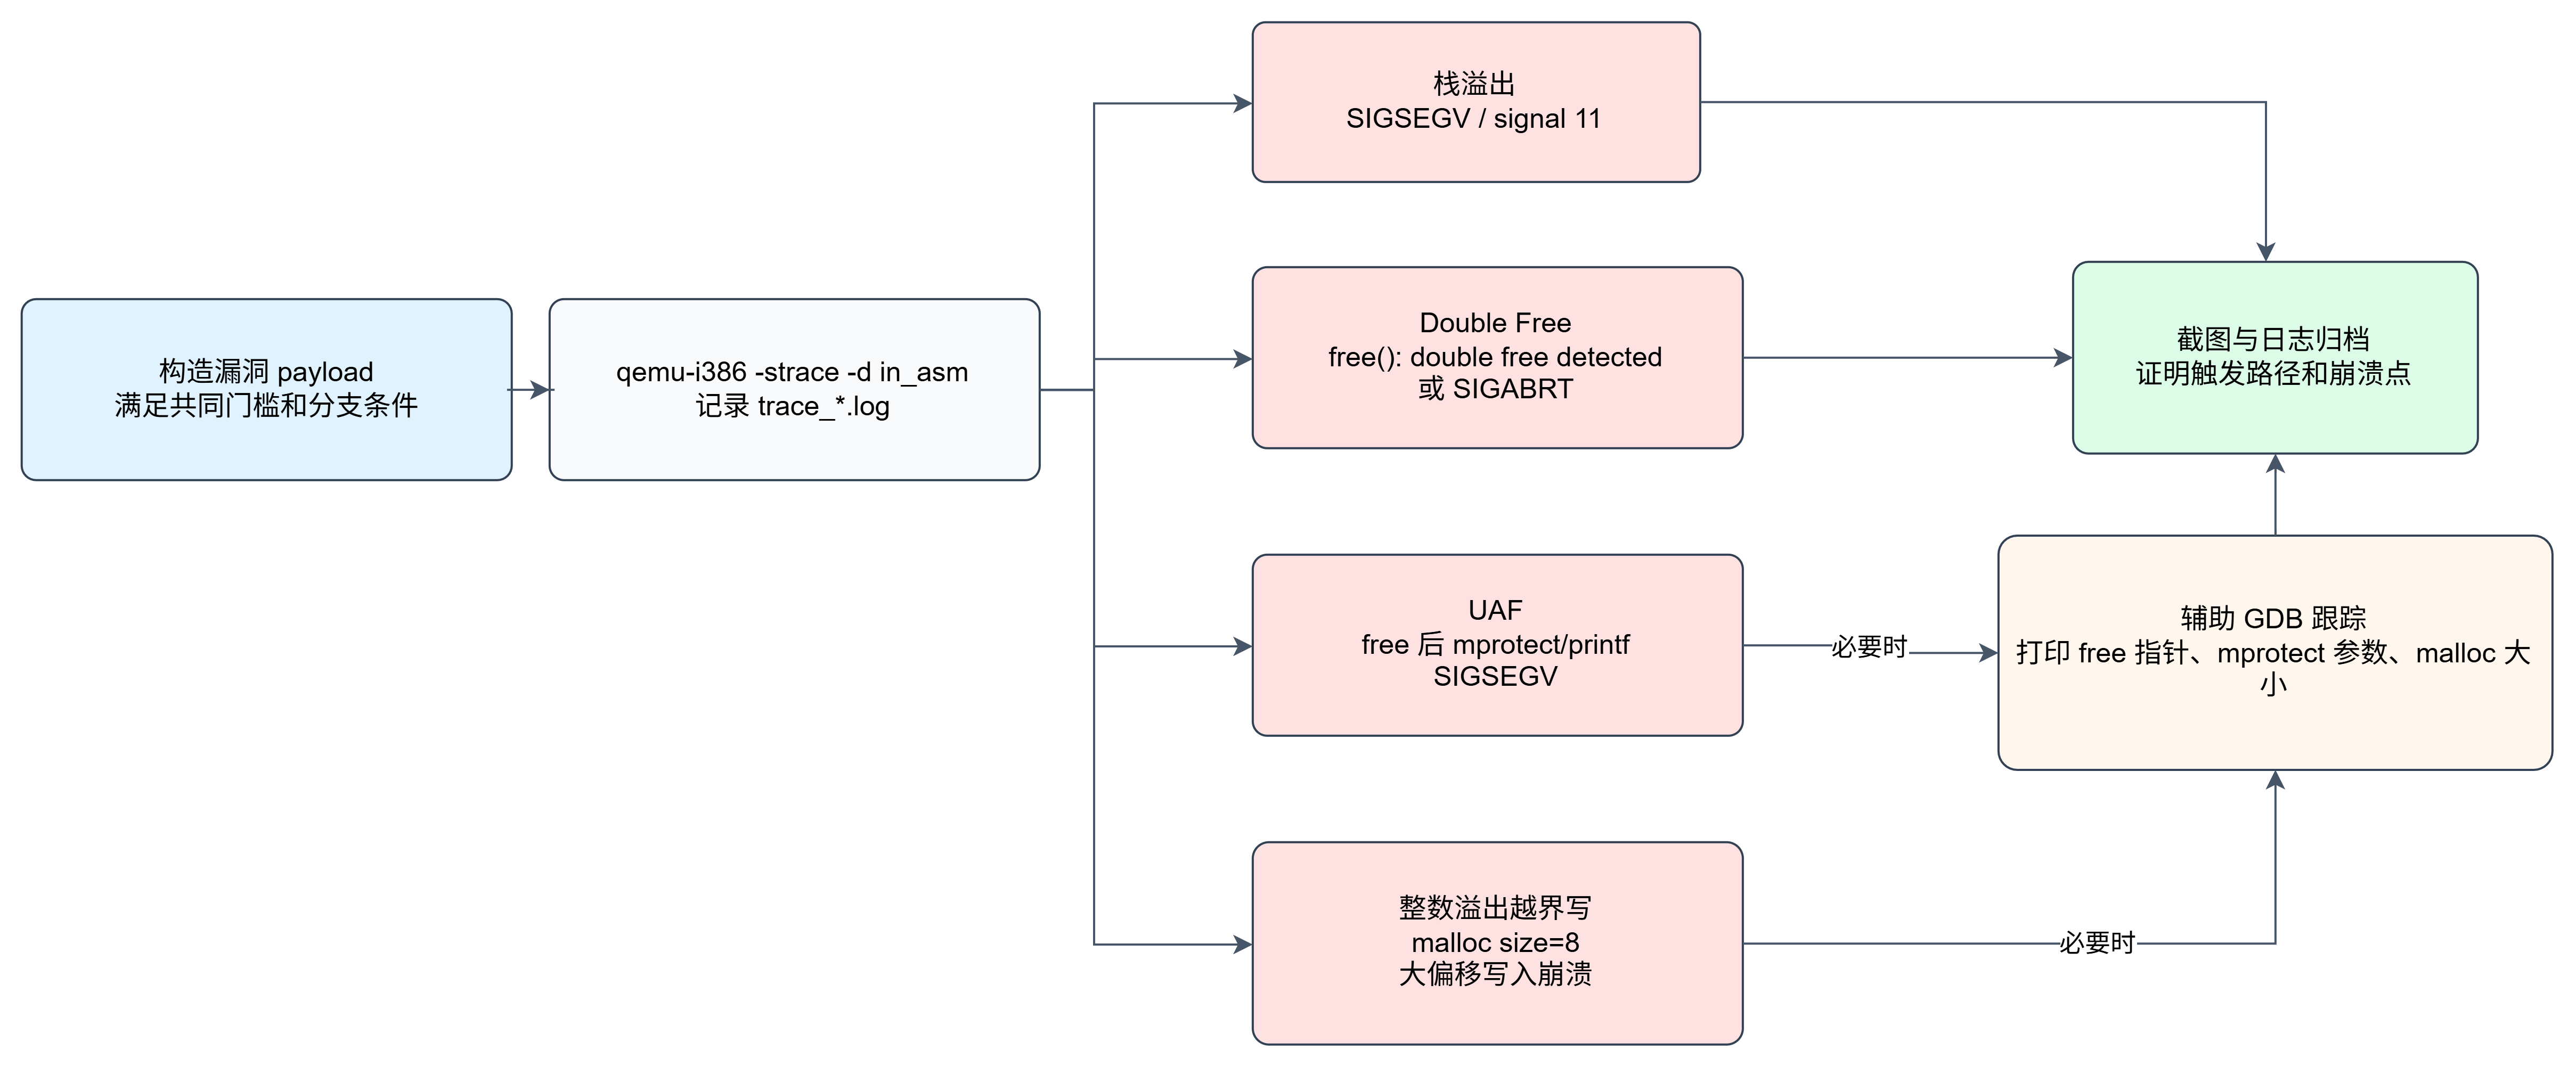 构造漏洞 payload
满足共同门槛和分支条件
qemu-i386 -strace -d in_asm
记录 trace_*.log
栈溢出
SIGSEGV / signal 11
Double Free
free(): double free detected
或 SIGABRT
UAF
free 后 mprotect/printf
SIGSEGV
整数溢出越界写
malloc size=8
大偏移写入崩溃
必要时
必要时
截图与日志归档
证明触发路径和崩溃点
辅助 GDB 跟踪
打印 free 指针、mprotect 参数、malloc 大
小